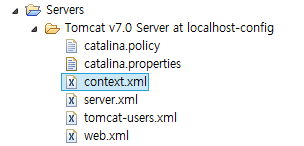 Servers
Tomcat v7.0 Server at localhost-config
catalina.policy
catalina.properties
context.xml
server.xml
tomcat-users.xml
web.xml